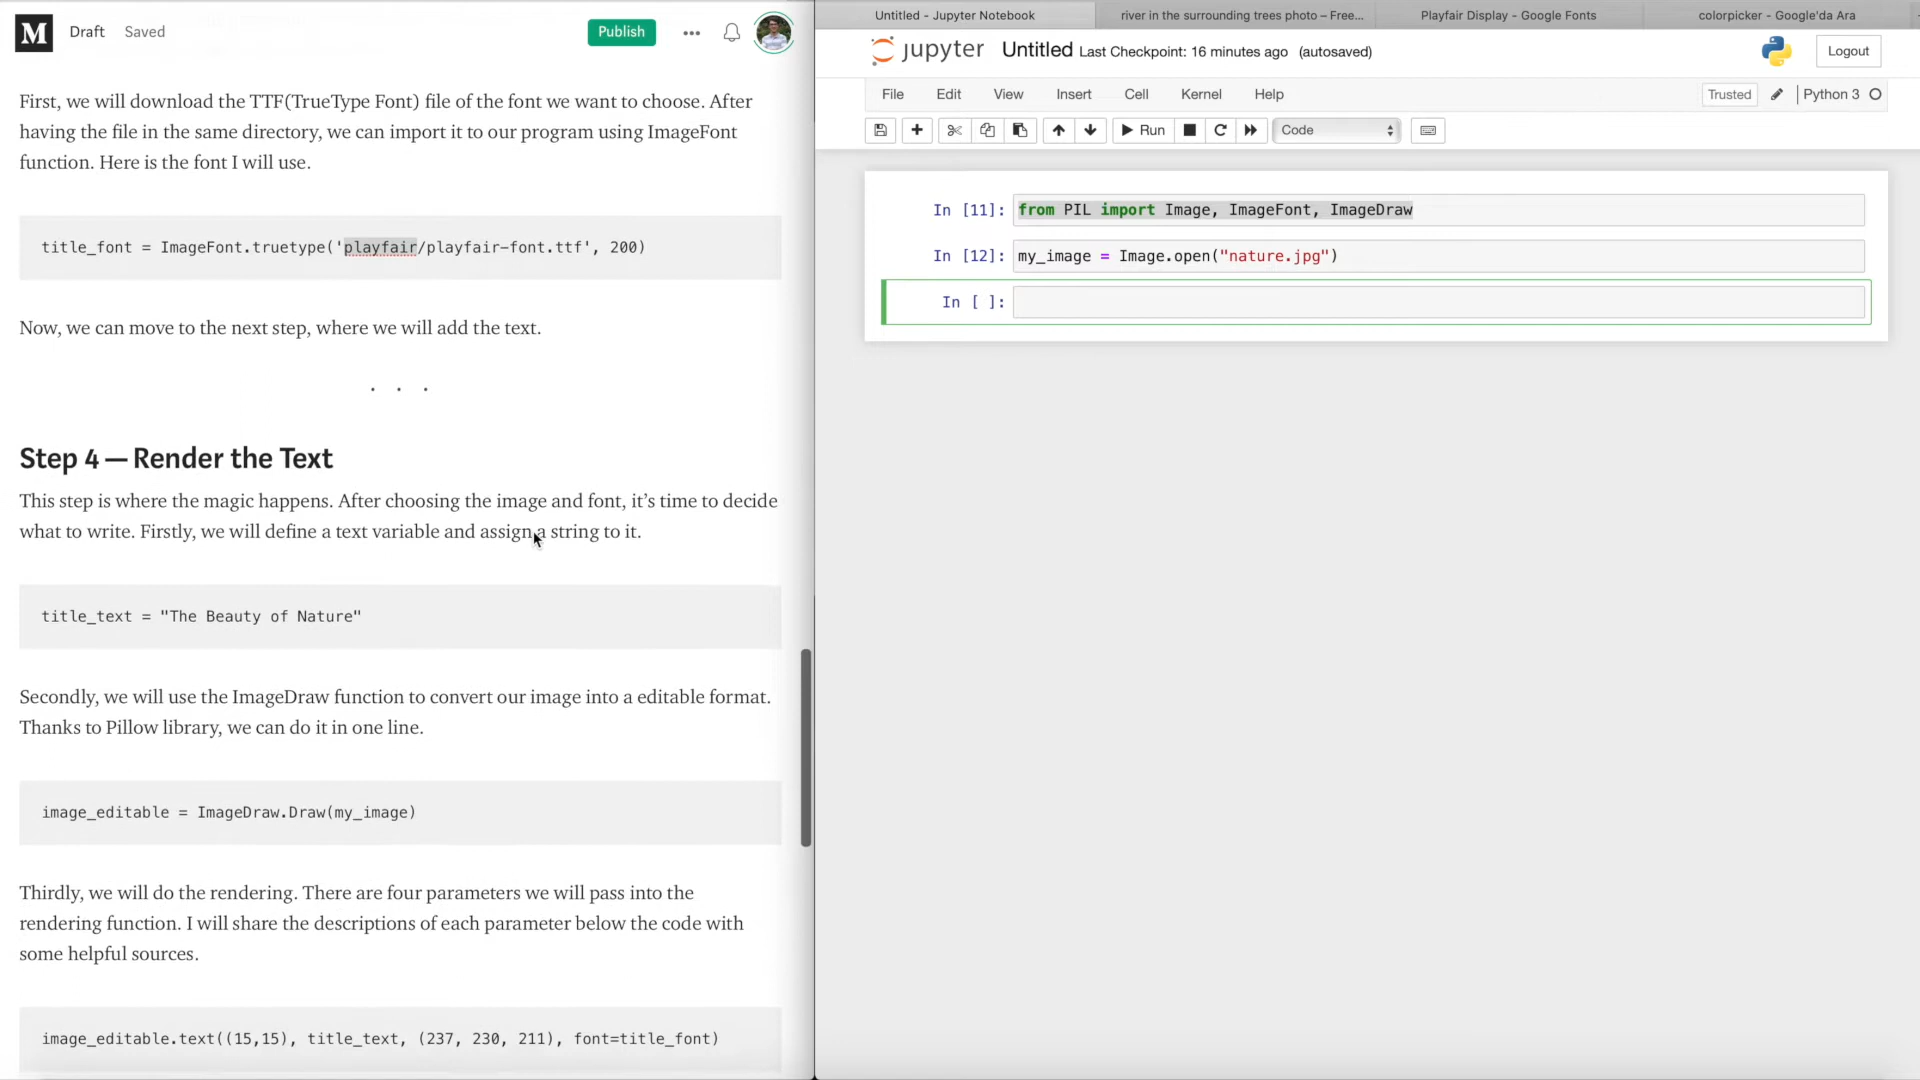 M Draft Saved Publish
First, we will download the TTF(TrueType Font) file of the font we want to choose. After
having the file in the same directory, we can import it to our program using ImageFont
function. Here is the font I will use.
title_font = ImageFont.truetype('playfair/playfair-font.ttf', 200)
Now, we can move to the next step, where we will add the text.
. . .
Step 4 — Render the Text
This step is where the magic happens. After choosing the image and font, it’s time to decide
what to write. Firstly, we will define a text variable and assign a string to it.
title_text = "The Beauty of Nature"
Secondly, we will use the ImageDraw function to convert our image into a editable format.
Thanks to Pillow library, we can do it in one line.
image_editable = ImageDraw.Draw(my_image)
Thirdly, we will do the rendering. There are four parameters we will pass into the
rendering function. I will share the descriptions of each parameter below the code with
some helpful sources.
image_editable.text((15,15), title_text, (237, 230, 211), font=title_font)
Untitled - Jupyter Notebook river in the surrounding trees photo – Free... Playfair Display - Google Fonts colorpicker - Google'da Ara
jupyter Untitled Last Checkpoint: 16 minutes ago (autosaved) Logout
File Edit View Insert Cell Kernel Help Trusted Python 3
Run Code
In [11]: from PIL import Image, ImageFont, ImageDraw
In [12]: my_image = Image.open("nature.jpg")
In [ ]: